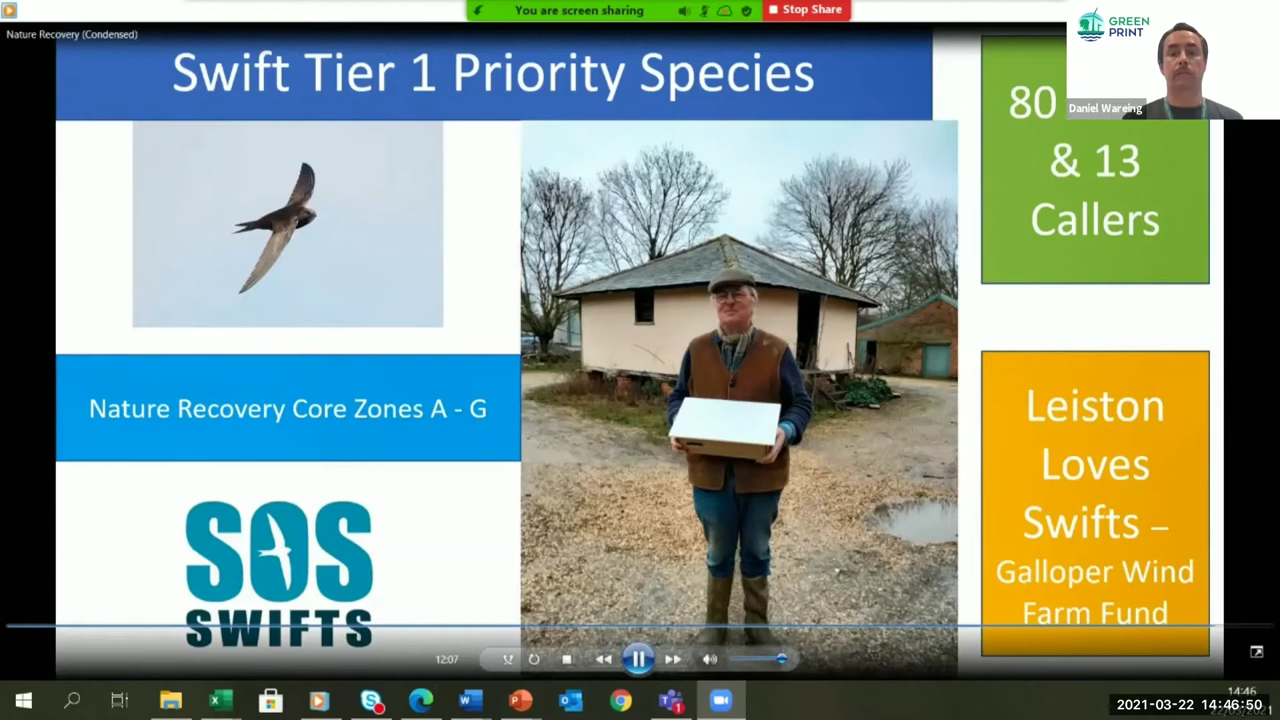 You are screen sharing
Stop Share
Nature Recovery (Condensed)
GREEN
PRINT
Daniel Wareing
Swift Tier 1 Priority Species
80
& 13
Callers
Nature Recovery Core Zones A - G
SOS
SWIFTS
Leiston
Loves
Swifts –
Galloper Wind
Farm Fund
12:07
14:46
2021-03-22 14:46:50